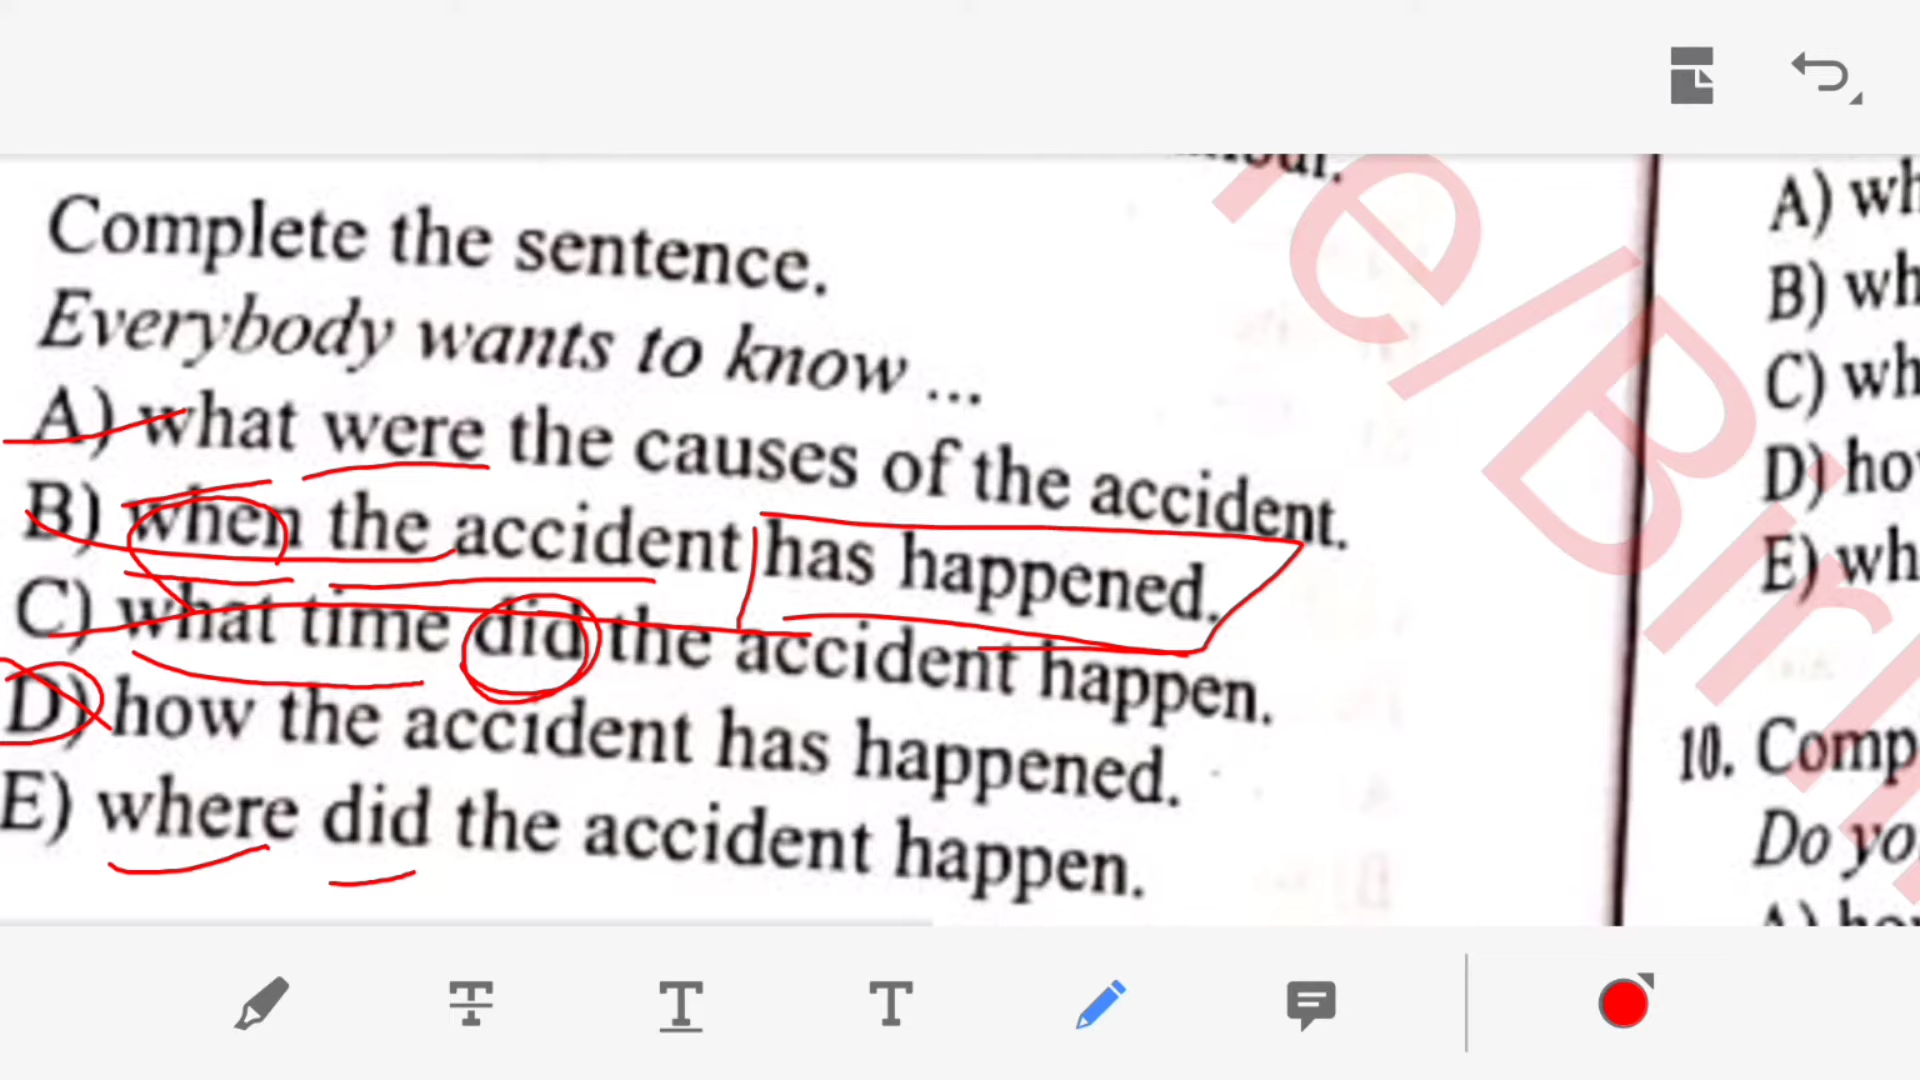 Complete the sentence.
Everybody wants to know ...
A) what were the causes of the accident.
B) when the accident has happened.
C) what time did the accident happen.
D) how the accident has happened.
E) where did the accident happen.
A) wh
B) wh
C) wh
D) ho
E) wh
10. Comp
Do yo
A) ho
e/Bir